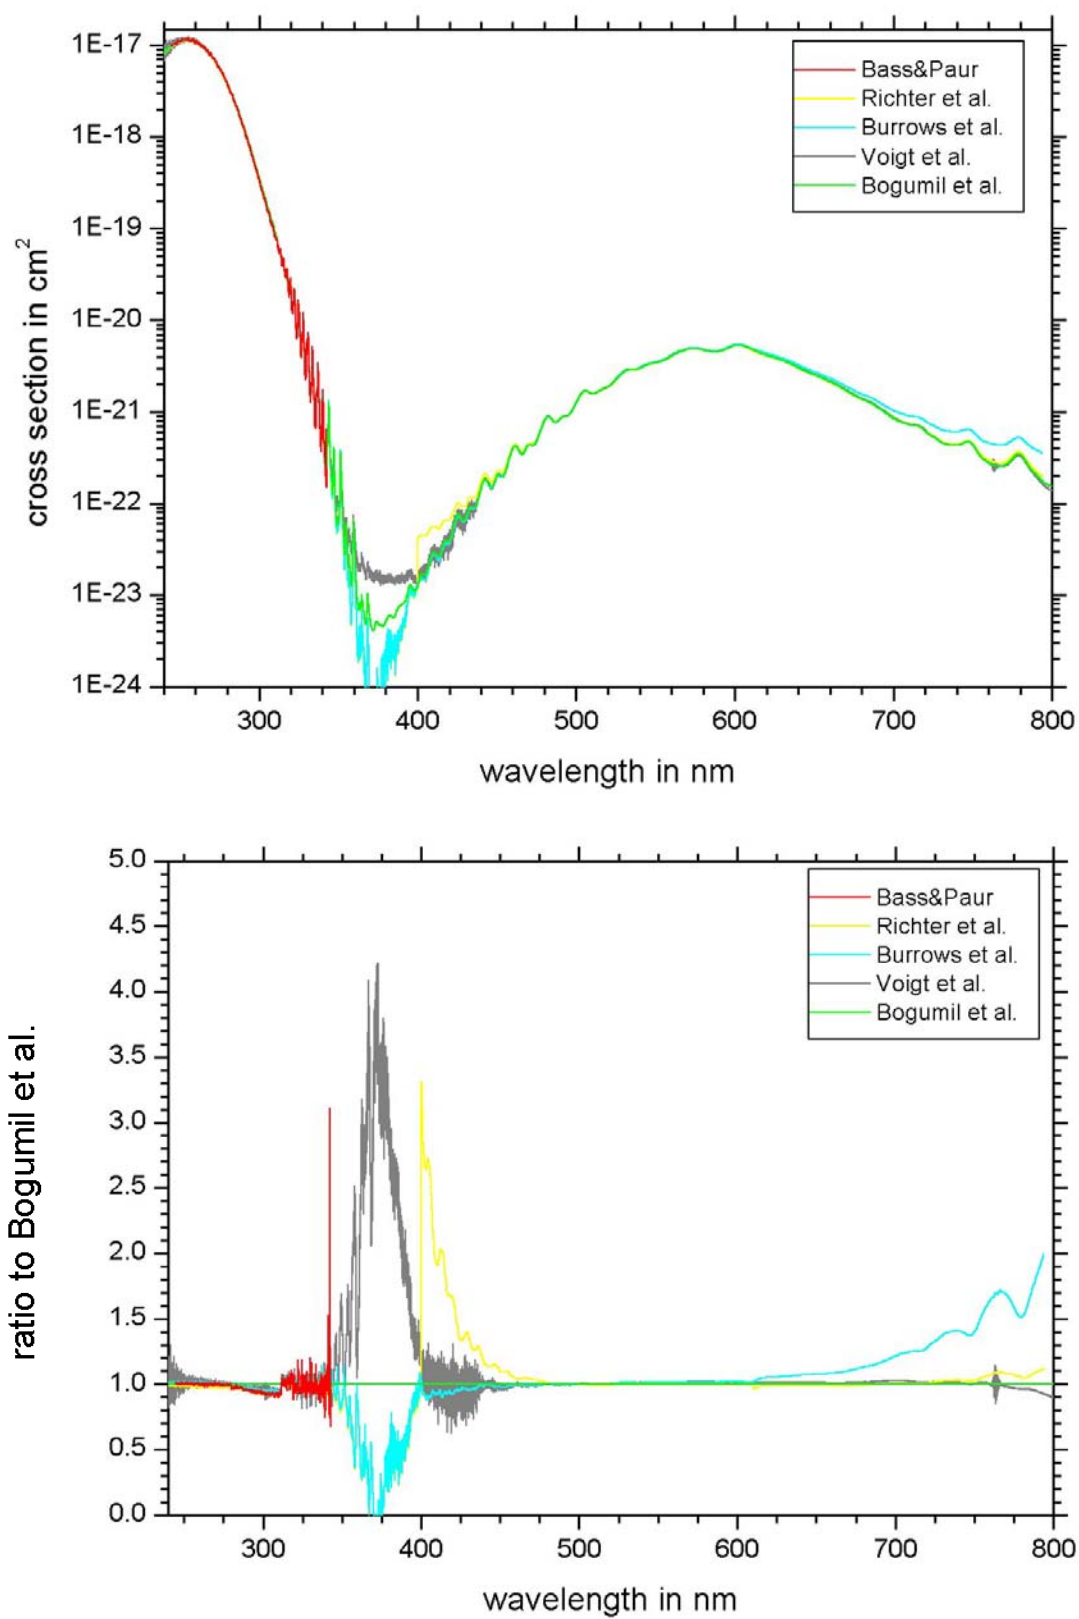 1E-17
1E-18
1E-19
1E-20
1E-21
1E-22
1E-23
1E-24
cross section in cm²
Bass&Paur
Richter et al.
Burrows et al.
Voigt et al.
Bogumil et al.
300 400 500 600 700 800
wavelength in nm
5.0
4.5
4.0
3.5
3.0
2.5
2.0
1.5
1.0
0.5
0.0
ratio to Bogumil et al.
Bass&Paur
Richter et al.
Burrows et al.
Voigt et al.
Bogumil et al.
300 400 500 600 700 800
wavelength in nm